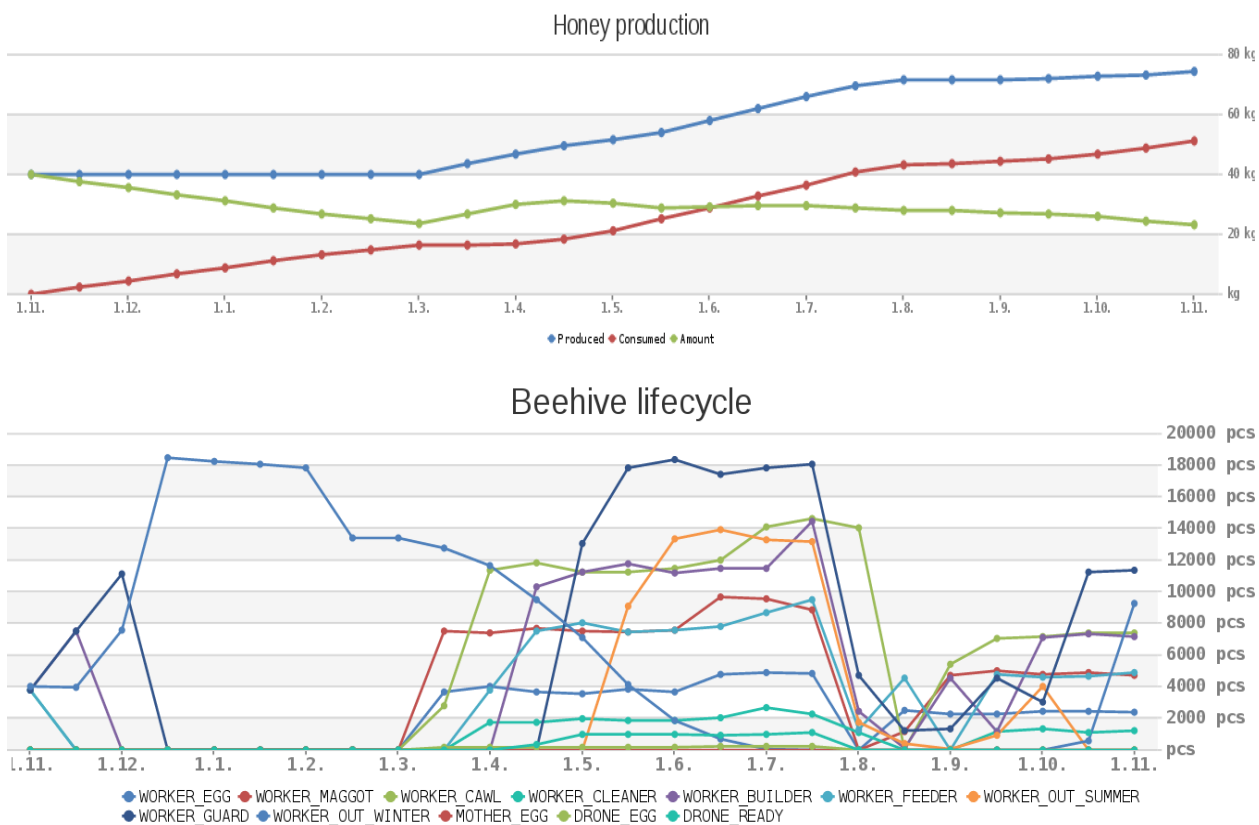 Honey production
80 kg
60 kg
40 kg
20 kg
kg
1.11. 1.12. 1.1. 1.2. 1.3. 1.4. 1.5. 1.6. 1.7. 1.8. 1.9. 1.10. 1.11.
Produced Consumed Amount
Beehive lifecycle
20000 pcs
18000 pcs
16000 pcs
14000 pcs
12000 pcs
10000 pcs
8000 pcs
6000 pcs
4000 pcs
2000 pcs
pcs
1.11. 1.12. 1.1. 1.2. 1.3. 1.4. 1.5. 1.6. 1.7. 1.8. 1.9. 1.10. 1.11.
WORKER_EGG WORKER_MAGGOT WORKER_CAWL WORKER_CLEANER WORKER_BUILDER WORKER_FEEDER WORKER_OUT_SUMMER
WORKER_GUARD WORKER_OUT_WINTER MOTHER_EGG DRONE_EGG DRONE_READY